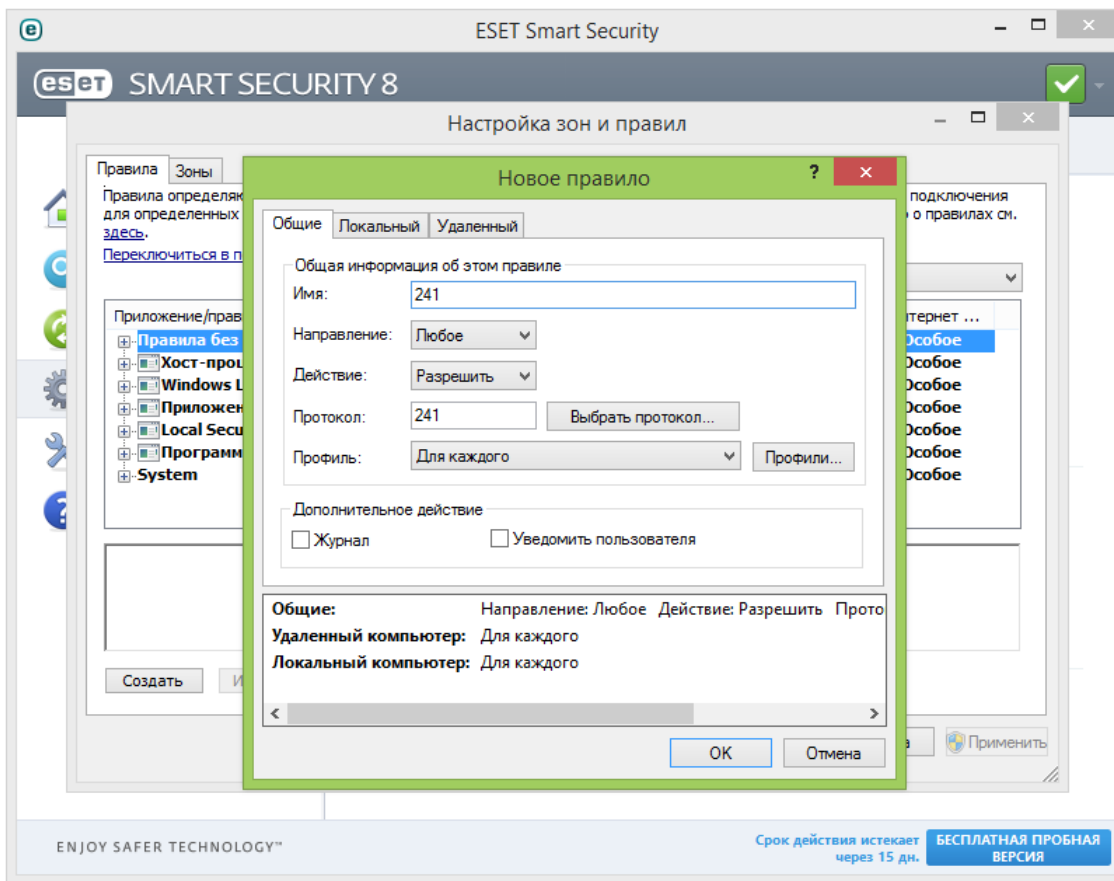 ESET Smart Security
eset SMART SECURITY 8
Настройка зон и правил
Правила Зоны
Новое правило
Правила определяю
подключения
для определенных
о правилах см.
здесь.
Переключиться в п
Общие Локальный Удаленный
Общая информация об этом правиле
Имя: 241
Направление: Любое
Действие: Разрешить
Протокол: 241 Выбрать протокол...
Профиль: Для каждого Профили...
Дополнительное действие
Журнал Уведомить пользователя
Приложение/прав
тернет ...
Правила без
Особое
Хост-проц
Особое
Windows L
Особое
Приложен
Особое
Local Secu
Особое
Программ
Особое
System
Особое
Общие: Направление: Любое Действие: Разрешить Прото
Удаленный компьютер: Для каждого
Локальный компьютер: Для каждого
Создать И
OK Отмена
а Применить
ENJOY SAFER TECHNOLOGY™
Срок действия истекает
через 15 дн.
БЕСПЛАТНАЯ ПРОБНАЯ
ВЕРСИЯ